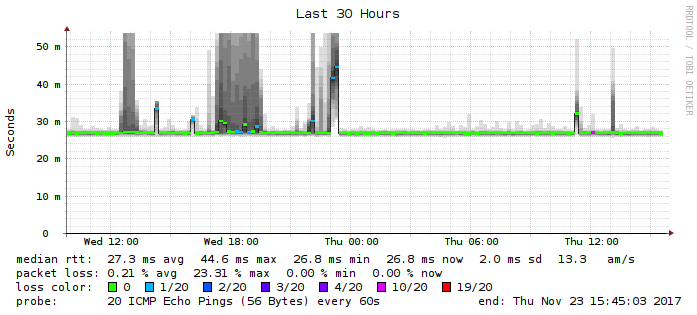 Last 30 Hours
RRDTOOL / TOBI OETIKER
Seconds
50 m
40 m
30 m
20 m
10 m
0
Wed 12:00 Wed 18:00 Thu 00:00 Thu 06:00 Thu 12:00
median rtt: 27.3 ms avg 44.6 ms max 26.8 ms min 26.8 ms now 2.0 ms sd 13.3 am/s
packet loss: 0.21 % avg 23.31 % max 0.00 % min 0.00 % now
loss color: 0 1/20 2/20 3/20 4/20 10/20 19/20
probe: 20 ICMP Echo Pings (56 Bytes) every 60s end: Thu Nov 23 15:45:03 2017